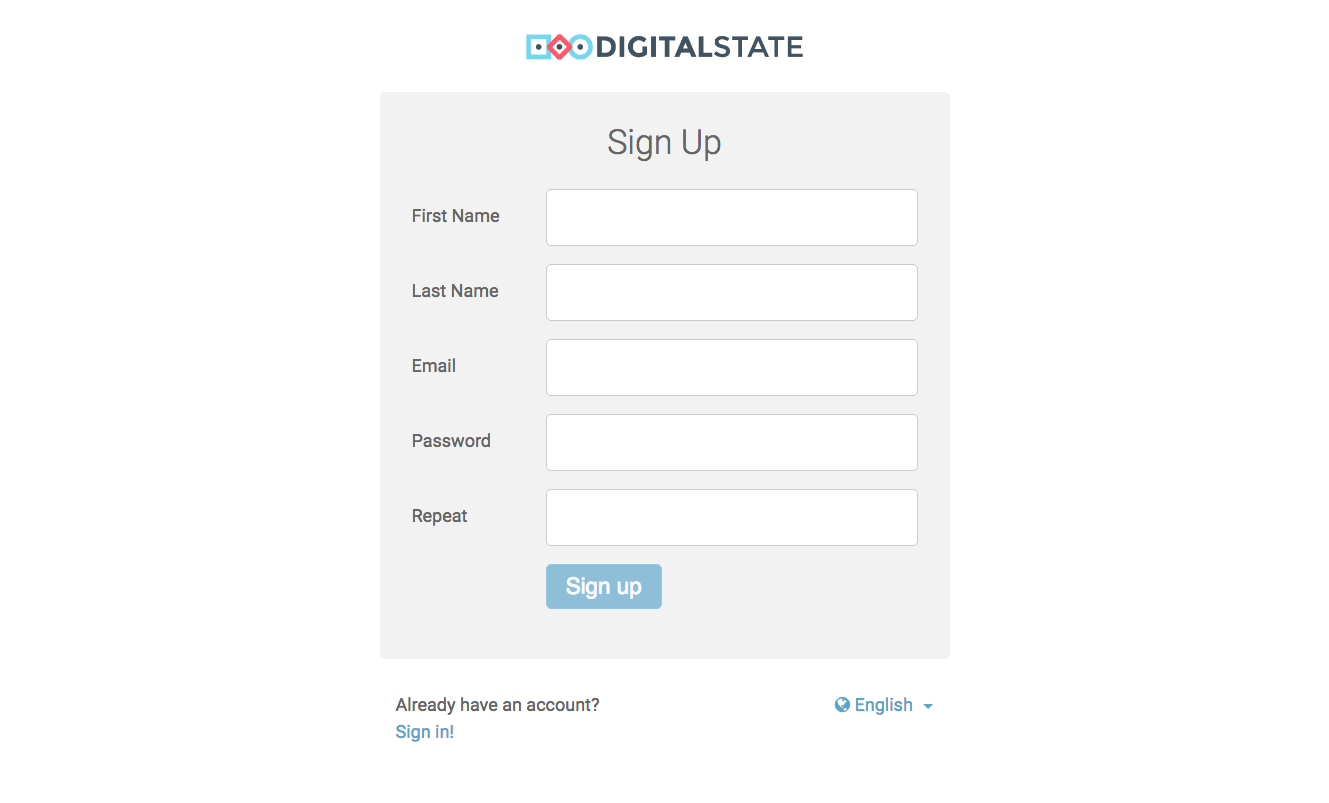 DIGITALSTATE
Sign Up
First Name
Last Name
Email
Password
Repeat
Sign up
Already have an account?
English
Sign in!